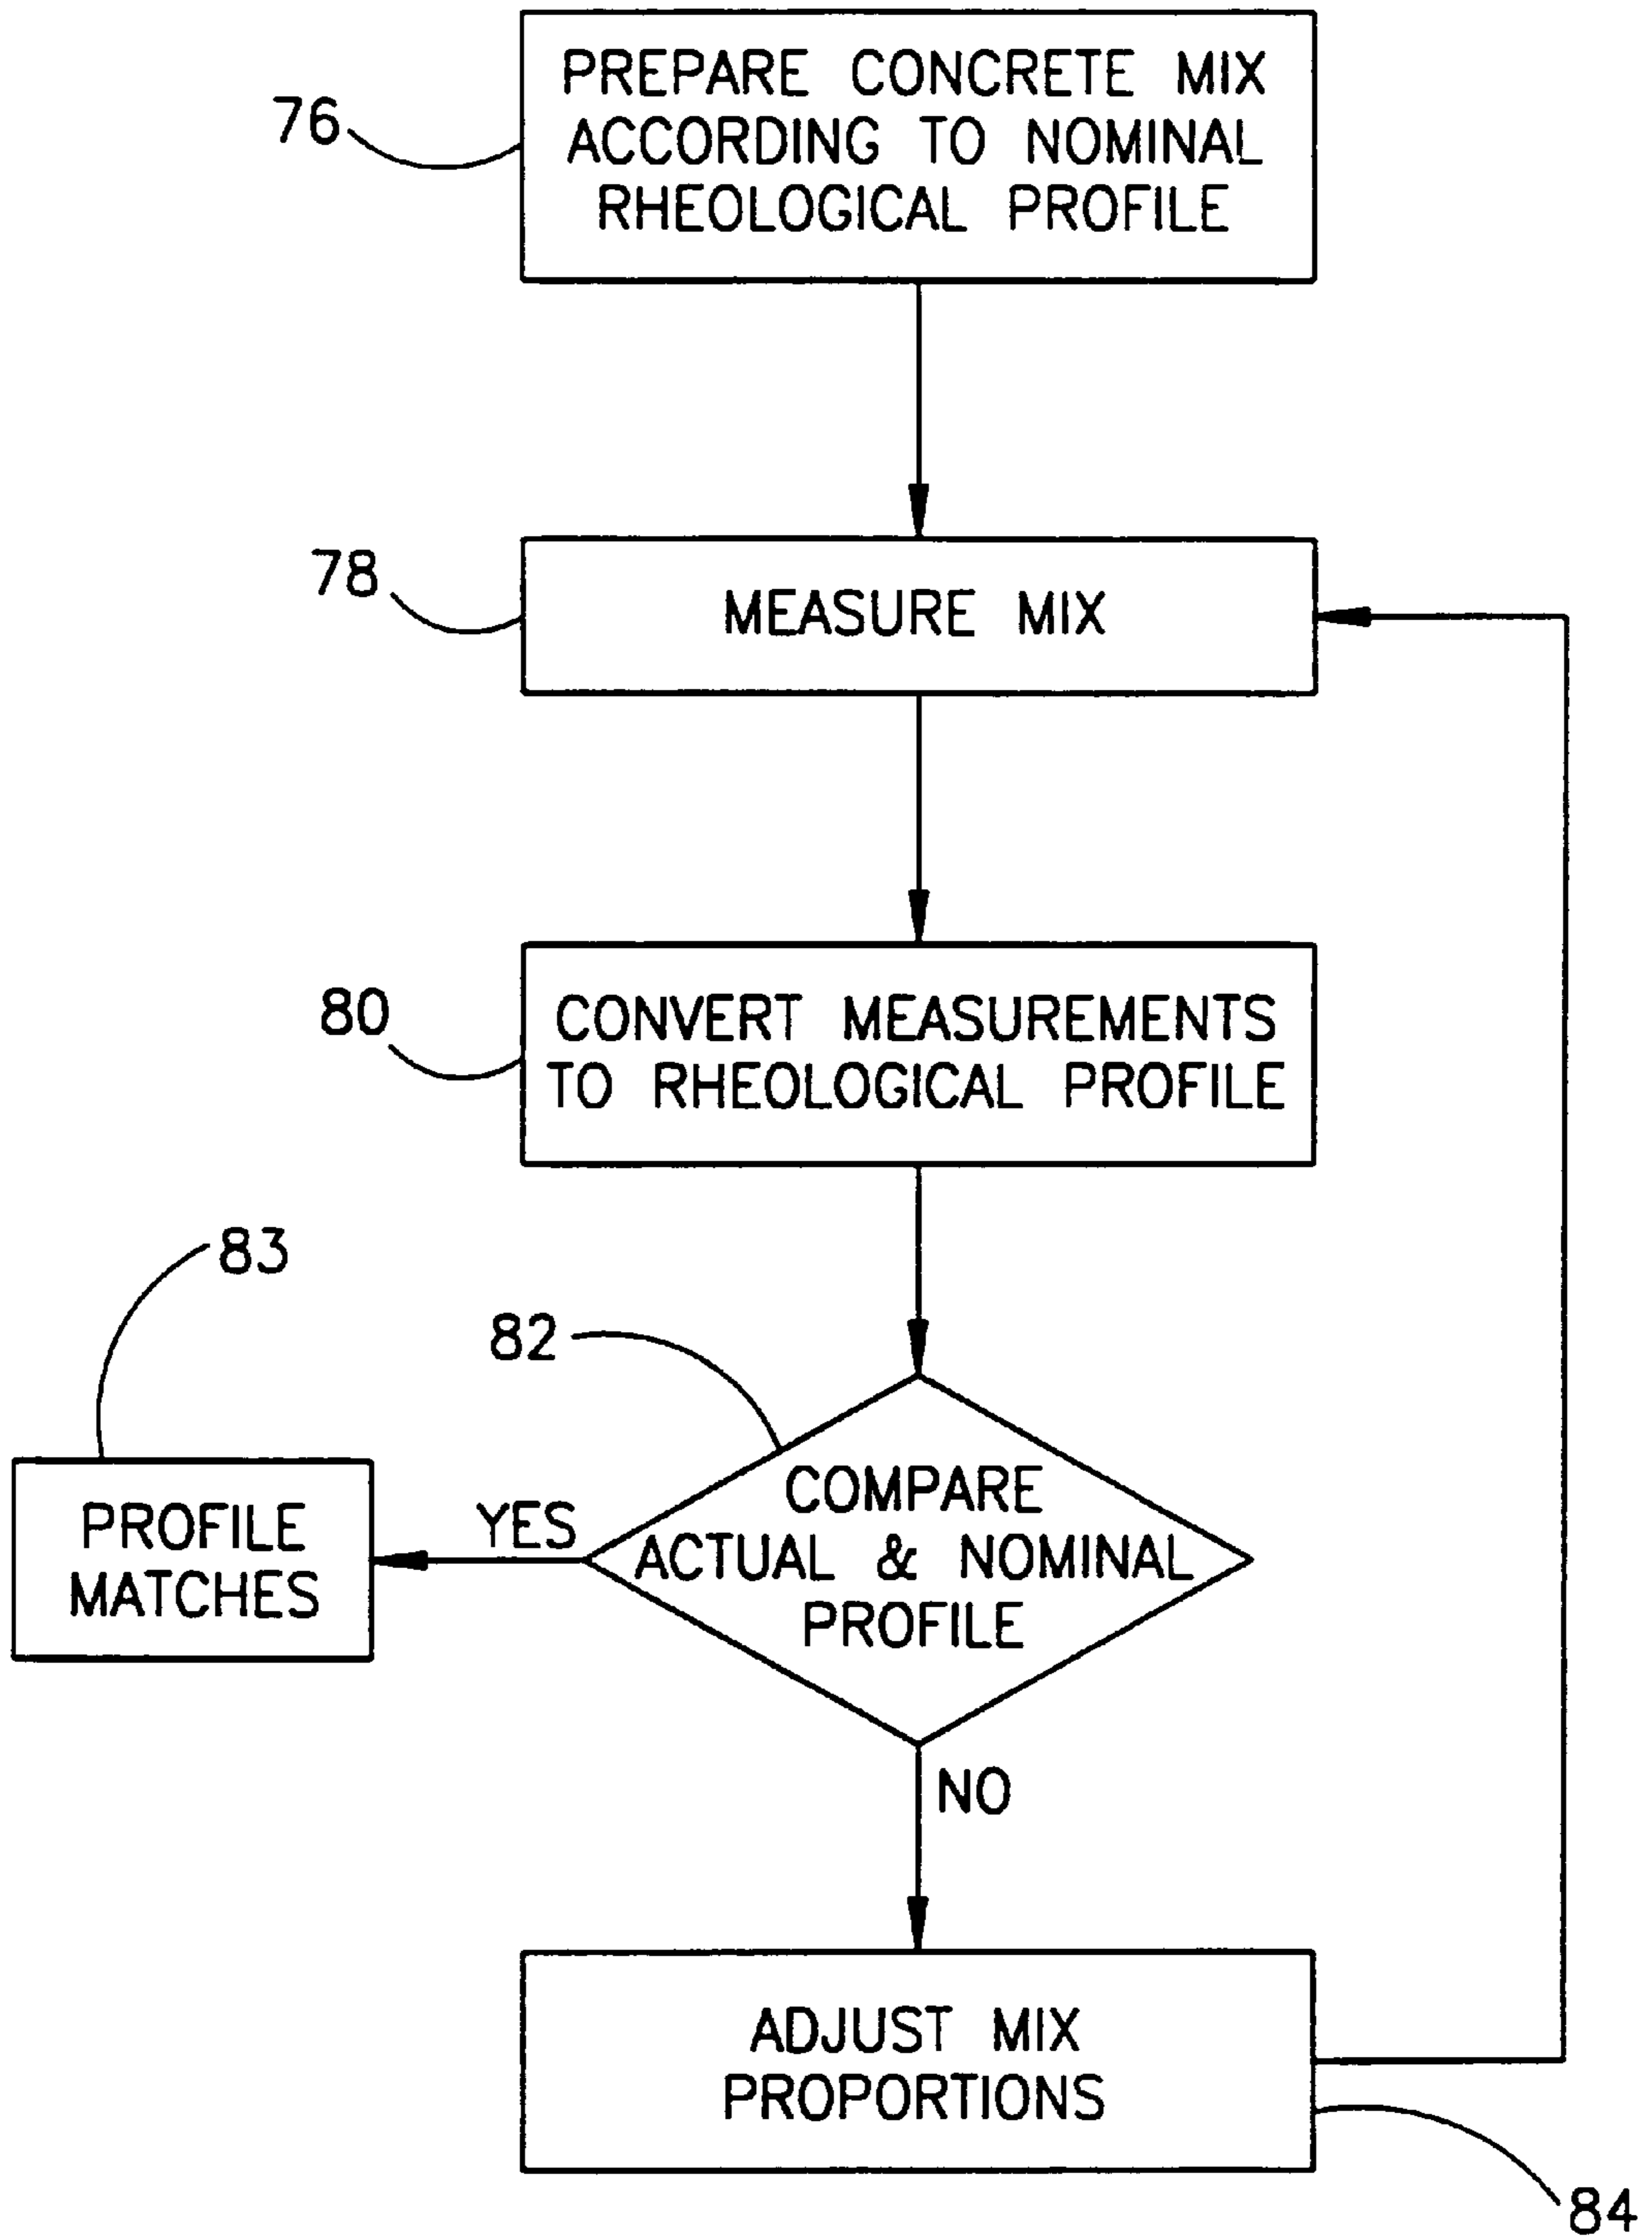 76
PREPARE CONCRETE MIX
ACCORDING TO NOMINAL
RHEOLOGICAL PROFILE
78
MEASURE MIX
80
CONVERT MEASUREMENTS
TO RHEOLOGICAL PROFILE
83
82
PROFILE
MATCHES
YES
COMPARE
ACTUAL & NOMINAL
PROFILE
NO
ADJUST MIX
PROPORTIONS
84